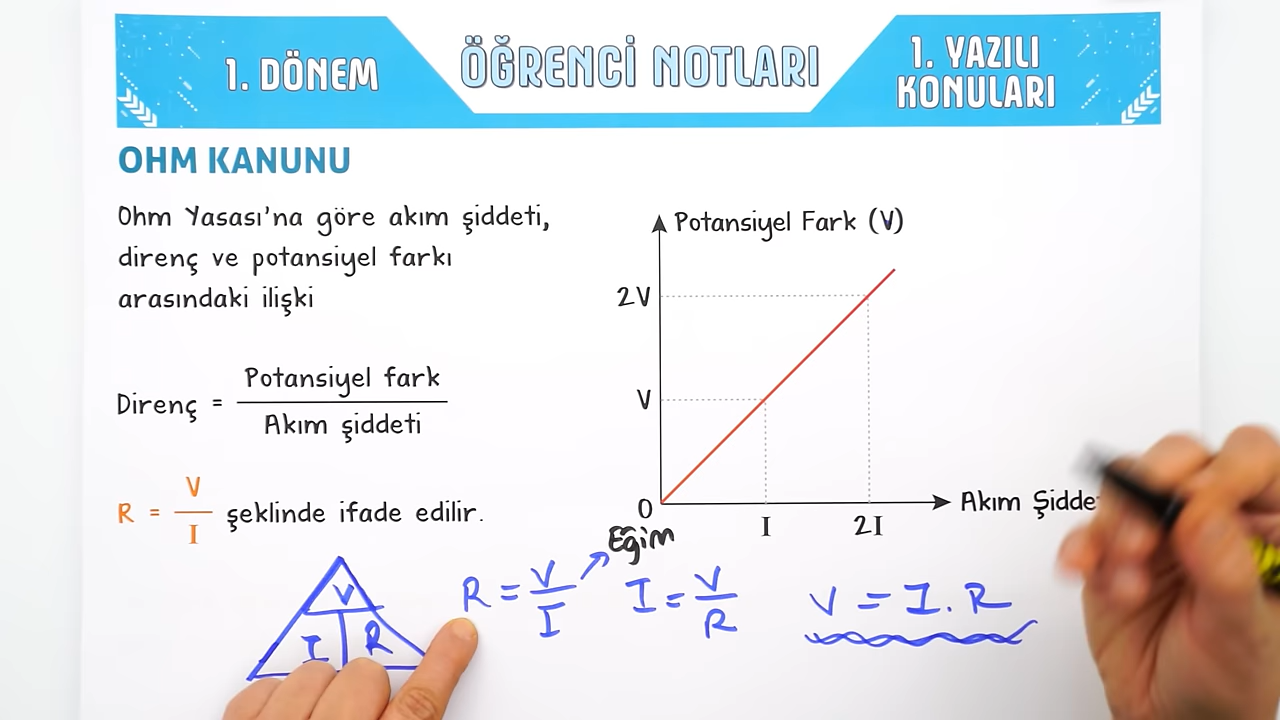 1. DÖNEM
ÖĞRENCİ NOTLARI
1. YAZILI
KONULARI
OHM KANUNU
Ohm Yasası'na göre akım şiddeti,
direnç ve potansiyel farkı
arasındaki ilişki
Direnç = Potansiyel fark
Akım şiddeti
R = V
I
şeklinde ifade edilir.
Potansiyel Fark (V)
2V
V
0
I
2I
Akım
Eğim
V
I
R
R = V
I
I = V
R
V = I . R